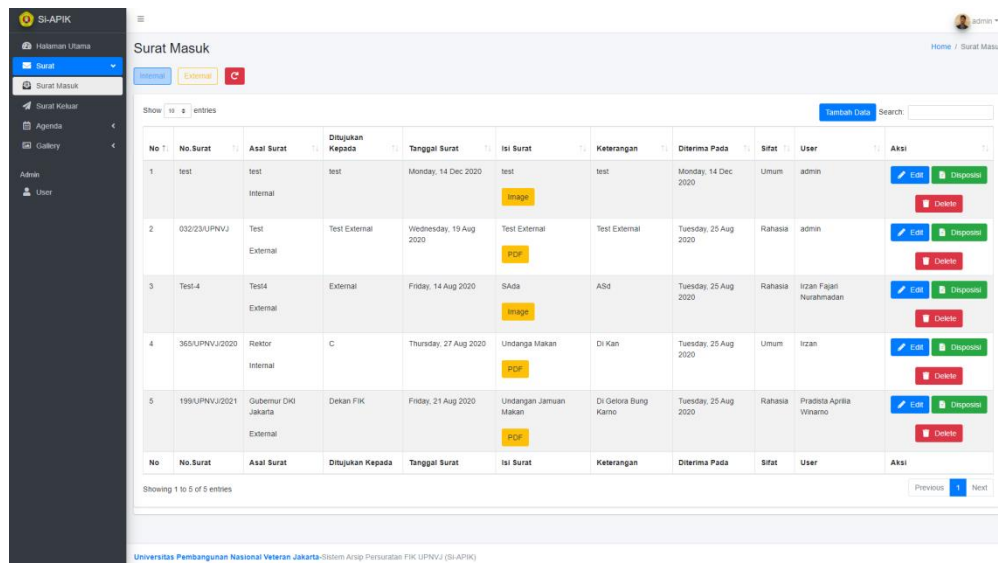 Si-APIK
admin
Halaman Utama
Surat
Surat Masuk
Surat Keluar
Agenda
Gallery
Admin
User
Surat Masuk
Home / Surat Masu
Internal External
Show 10 entries
Tambah Data Search:
No No.Surat Asal Surat Ditujukan Kepada Tanggal Surat Isi Surat Keterangan Diterima Pada Sifat User Aksi
1 test test test Monday, 14 Dec 2020 test test Monday, 14 Dec 2020 Umum admin Edit Disposisi
Internal Image Delete
2 032/23/UPNVJ Test Test External Wednesday, 19 Aug 2020 Test External Test External Tuesday, 25 Aug 2020 Rahasia admin Edit Disposisi
External PDF Delete
3 Test-4 Test4 External Friday, 14 Aug 2020 SAda ASd Tuesday, 25 Aug 2020 Rahasia Irzan Fajari Nurahmadan Edit Disposisi
External Image Delete
4 365/UPNVJ/2020 Rektor C Thursday, 27 Aug 2020 Undanga Makan Di Kan Tuesday, 25 Aug 2020 Umum Irzan Edit Disposisi
Internal PDF Delete
5 199/UPNVJ/2021 Gubernur DKI Jakarta Dekan FIK Friday, 21 Aug 2020 Undangan Jamuan Makan Di Gelora Bung Karno Tuesday, 25 Aug 2020 Rahasia Pradista Aprilia Winarno Edit Disposisi
External PDF Delete
No No.Surat Asal Surat Ditujukan Kepada Tanggal Surat Isi Surat Keterangan Diterima Pada Sifat User Aksi
Showing 1 to 5 of 5 entries
Previous 1 Next
Universitas Pembangunan Nasional Veteran Jakarta-Sistem Arsip Persuratan FIK UPNVJ (Si-APIK)